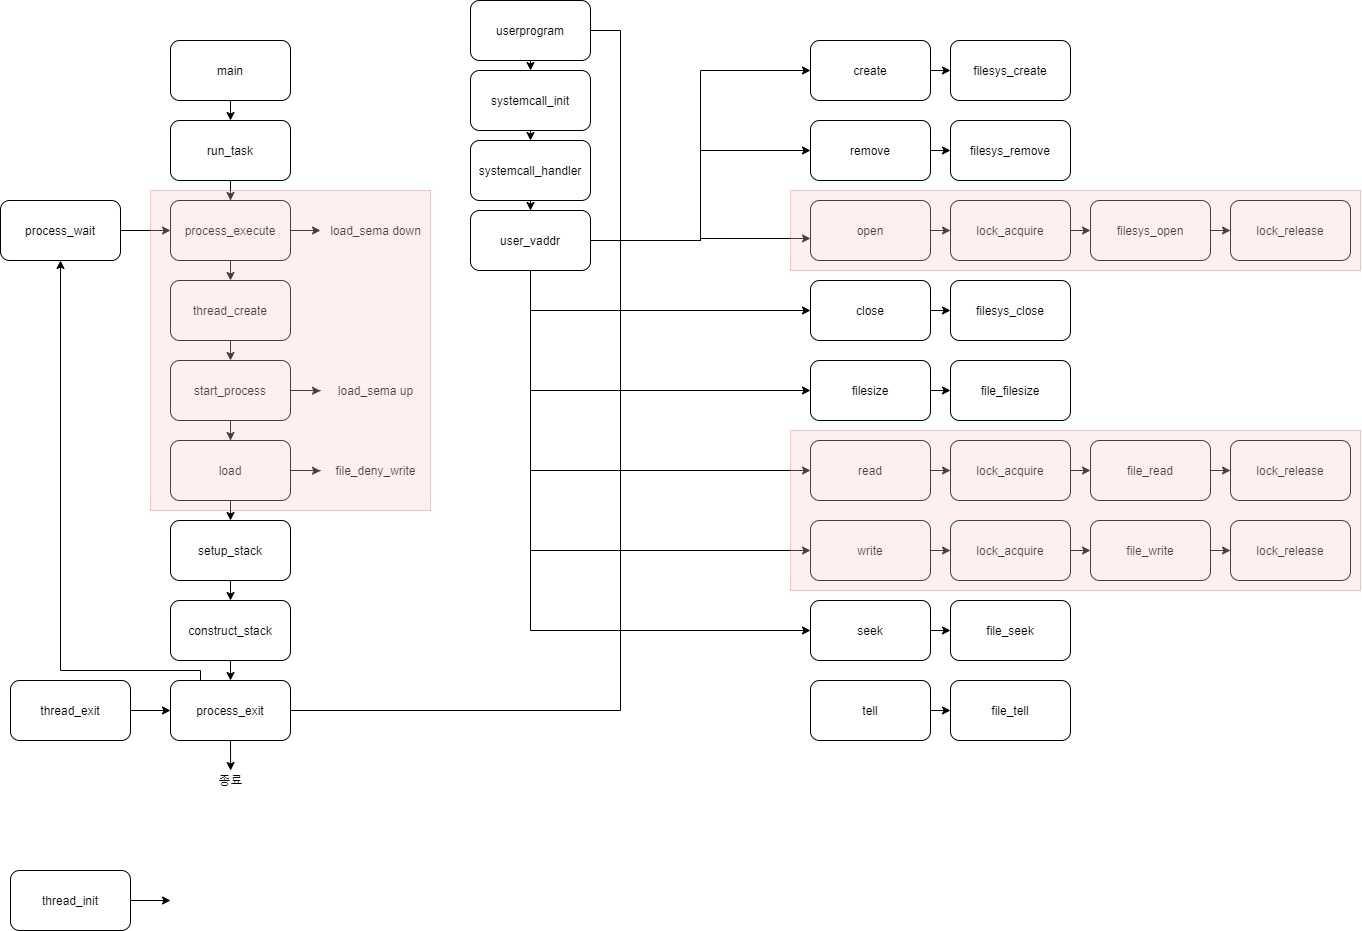 main
run_task
process_wait
process_execute
load_sema down
thread_create
start_process
load_sema up
load
file_deny_write
setup_stack
construct_stack
thread_exit
process_exit
종료
thread_init
userprogram
systemcall_init
systemcall_handler
user_vaddr
create
filesys_create
remove
filesys_remove
open
lock_acquire
filesys_open
lock_release
close
filesys_close
filesize
file_filesize
read
lock_acquire
file_read
lock_release
write
lock_acquire
file_write
lock_release
seek
file_seek
tell
file_tell